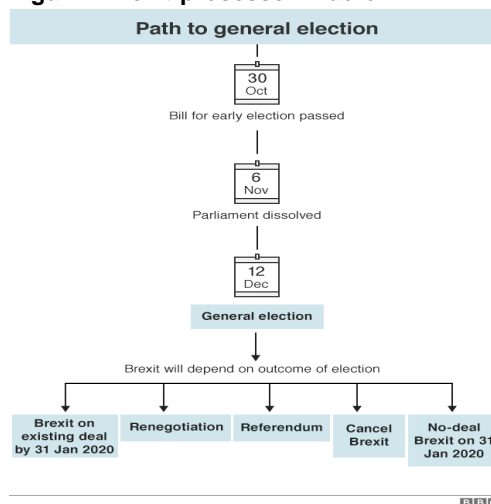 Path to general election
30
Oct
Bill for early election passed
6
Nov
Parliament dissolved
12
Dec
General election
Brexit will depend on outcome of election
Brexit on
existing deal
by 31 Jan 2020
Renegotiation
Referendum
Cancel
Brexit
No-deal
Brexit on 31
Jan 2020